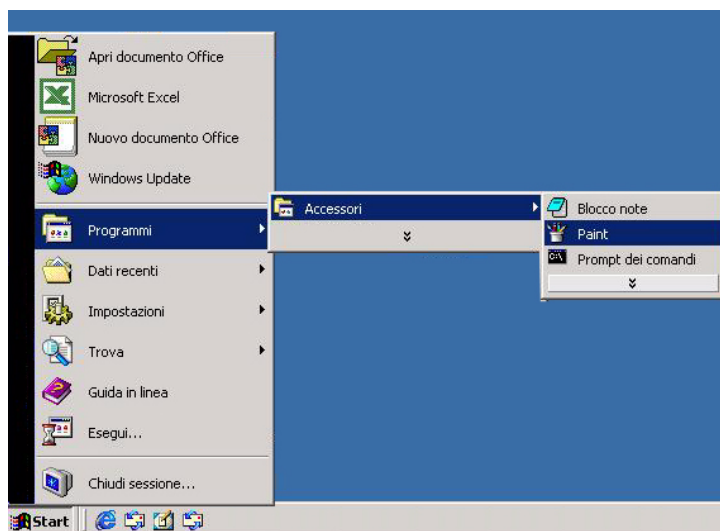 Apri documento Office
Microsoft Excel
Nuovo documento Office
Windows Update
Programmi
Dati recenti
Impostazioni
Trova
Guida in linea
Esegui...
Chiudi sessione...
Accessori
Blocco note
Paint
Prompt dei comandi
Start